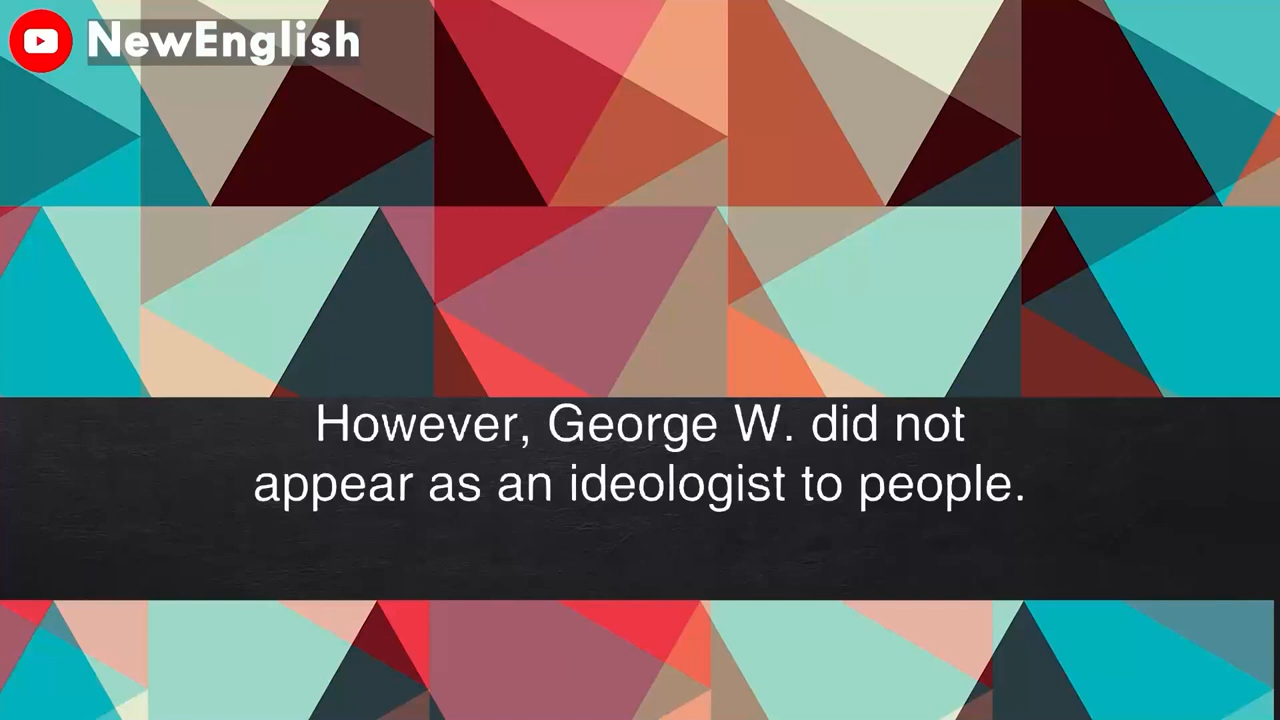 NewEnglish
However, George W. did not
appear as an ideologist to people.